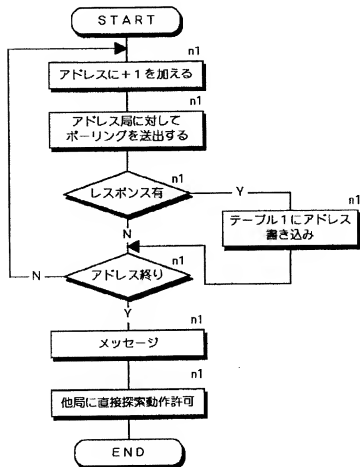 START
n1
アドレスに+1を加える
n1
アドレス局に対して
ポーリングを送出する
n1
レスポンス有
Y
n1
テーブル1にアドレス
書き込み
N
n1
アドレス終り
N
Y
n1
メッセージ
n1
他局に直接探索動作許可
END